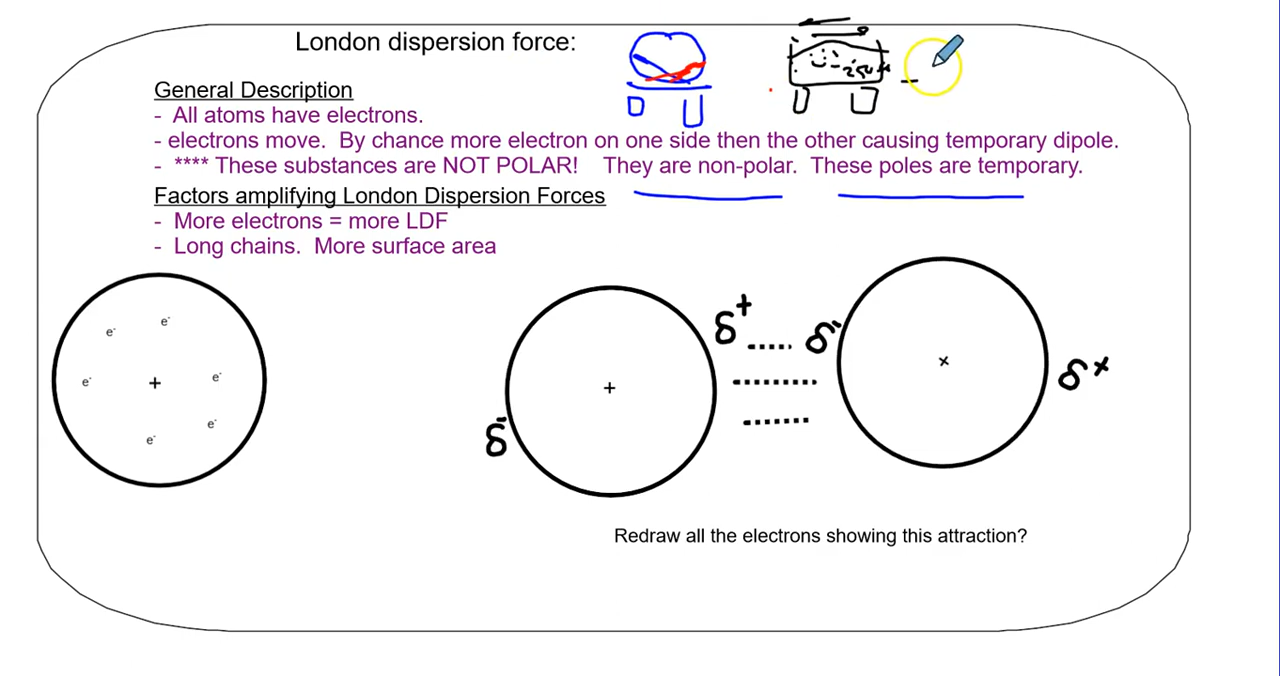 London dispersion force:
General Description
- All atoms have electrons.
- electrons move. By chance more electron on one side then the other causing temporary dipole.
- **** These substances are NOT POLAR! They are non-polar. These poles are temporary.
Factors amplifying London Dispersion Forces
- More electrons = more LDF
- Long chains. More surface area
e-
e-
e-
+
e-
e-
e-
δ-
+
δ+
δ-
+
δ+
Redraw all the electrons showing this attraction?